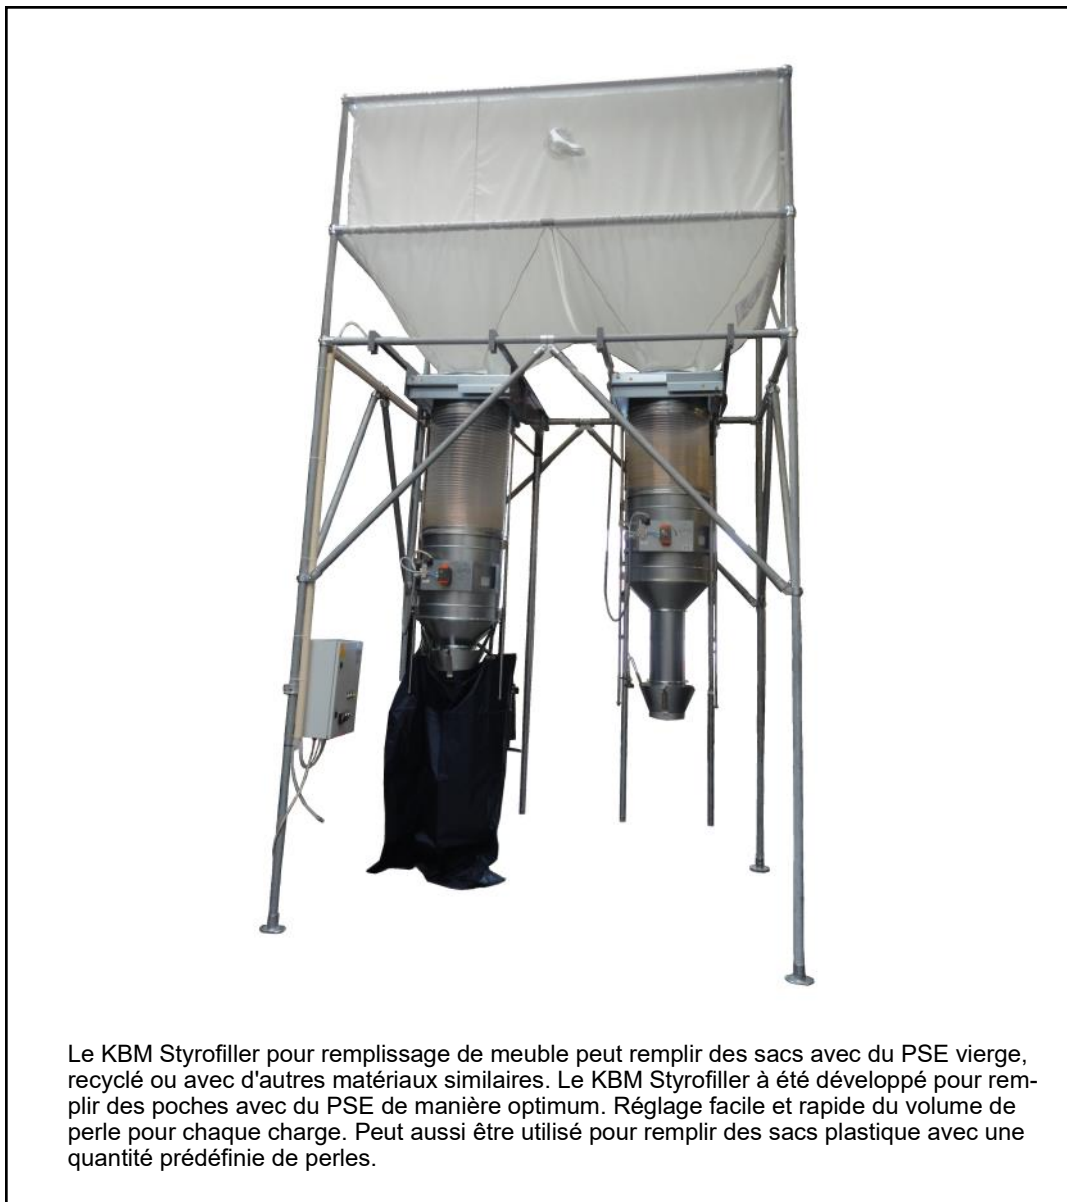 Le KBM Styrofiller pour remplissage de meuble peut remplir des sacs avec du PSE vierge,
recyclé ou avec d'autres matériaux similaires. Le KBM Styrofiller à été développé pour rem-
plir des poches avec du PSE de manière optimum. Réglage facile et rapide du volume de
perle pour chaque charge. Peut aussi être utilisé pour remplir des sacs plastique avec une
quantité prédéfinie de perles.